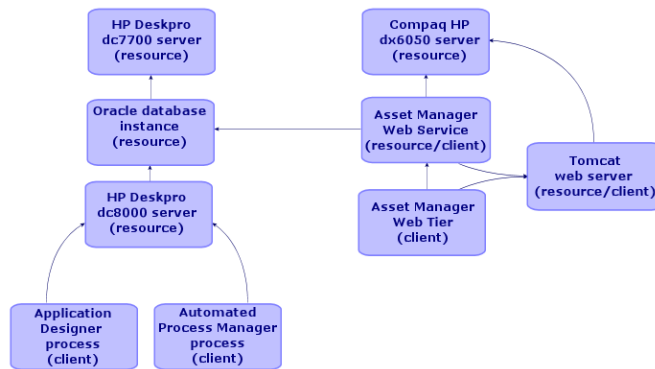 HP Deskpro
dc7700 server
(resource)
Compaq HP
dx6050 server
(resource)
Oracle database
instance
(resource)
Asset Manager
Web Service
(resource/client)
Tomcat
web server
(resource/client)
HP Deskpro
dc8000 server
(resource)
Asset Manager
Web Tier
(client)
Application
Designer
process
(client)
Automated
Process Manager
process
(client)